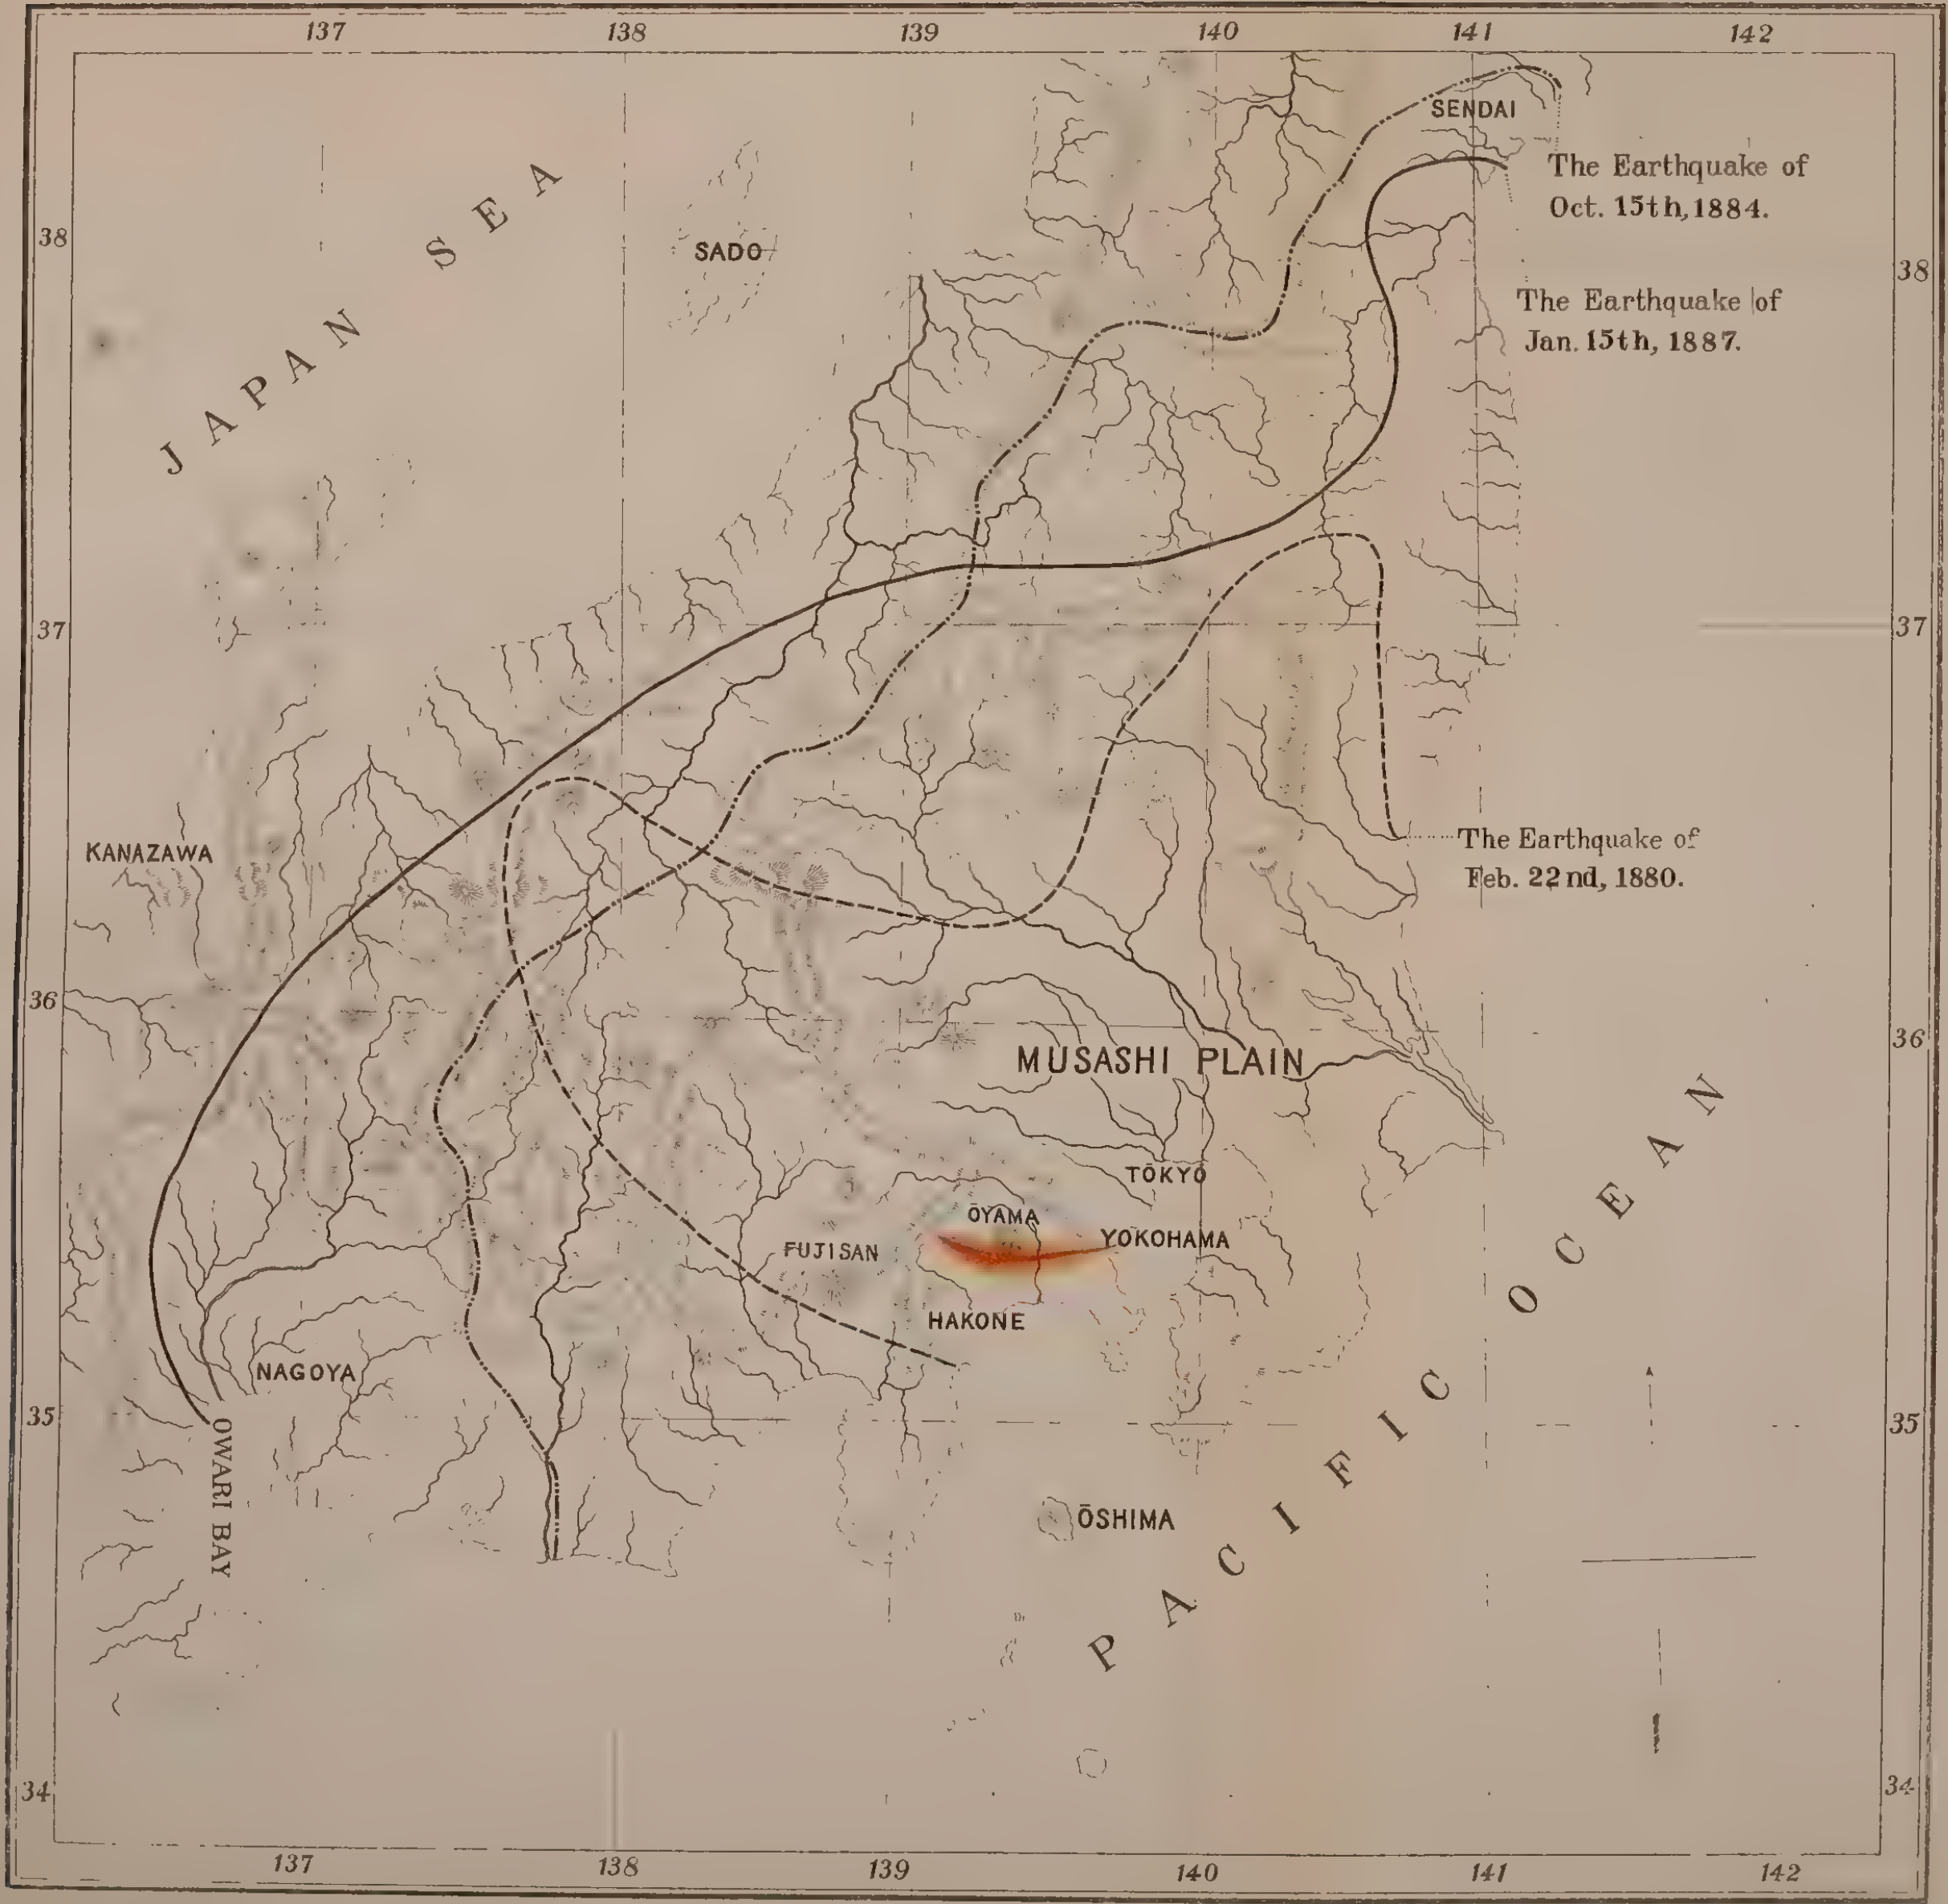 137 138 139 140 141 142
SENDAI
The Earthquake of
Oct. 15th, 1884.
38
JAPAN SEA
SADO
38
The Earthquake of
Jan. 15th, 1887.
37
37
KANAZAWA
The Earthquake of
Feb. 22nd, 1880.
36
36
MUSASHI PLAIN
TŌKYŌ
ŌYAMA
YOKOHAMA
FUJISAN
HAKONE
NAGOYA
35
35
OWARI BAY
ŌSHIMA
PACIFIC OCEAN
34
34
137 138 139 140 141 142